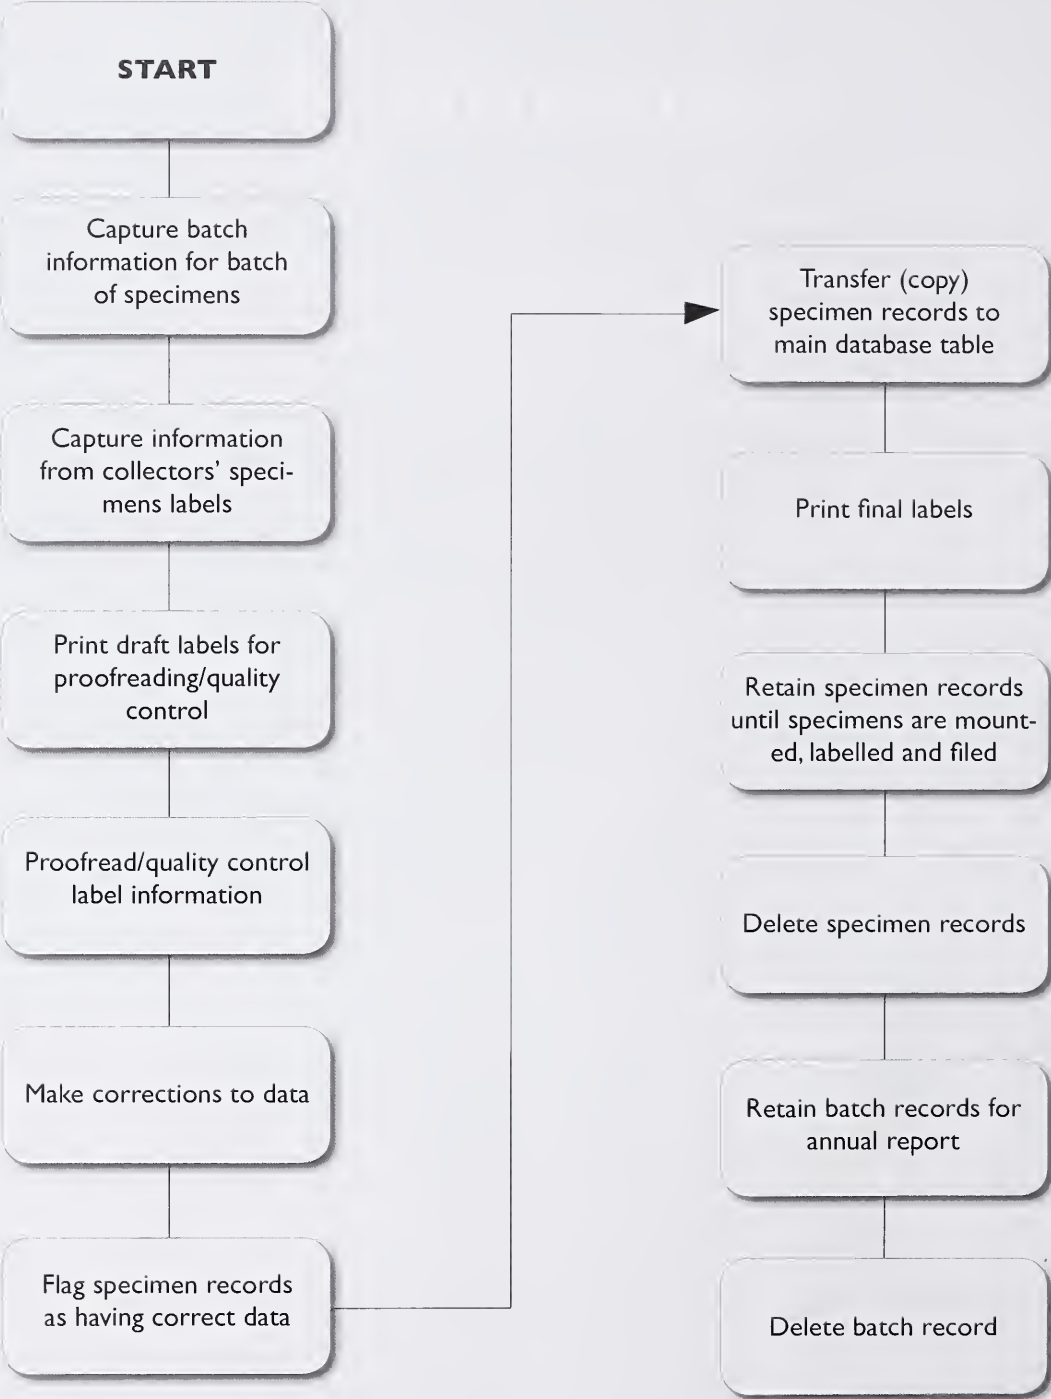 START
Capture batch
information for batch
of specimens
Capture information
from collectors' speci-
mens labels
Print draft labels for
proofreading/quality
control
Proofread/quality control
label information
Make corrections to data
Flag specimen records
as having correct data
Transfer (copy)
specimen records to
main database table
Print final labels
Retain specimen records
until specimens are mount-
ed, labelled and filed
Delete specimen records
Retain batch records for
annual report
Delete batch record